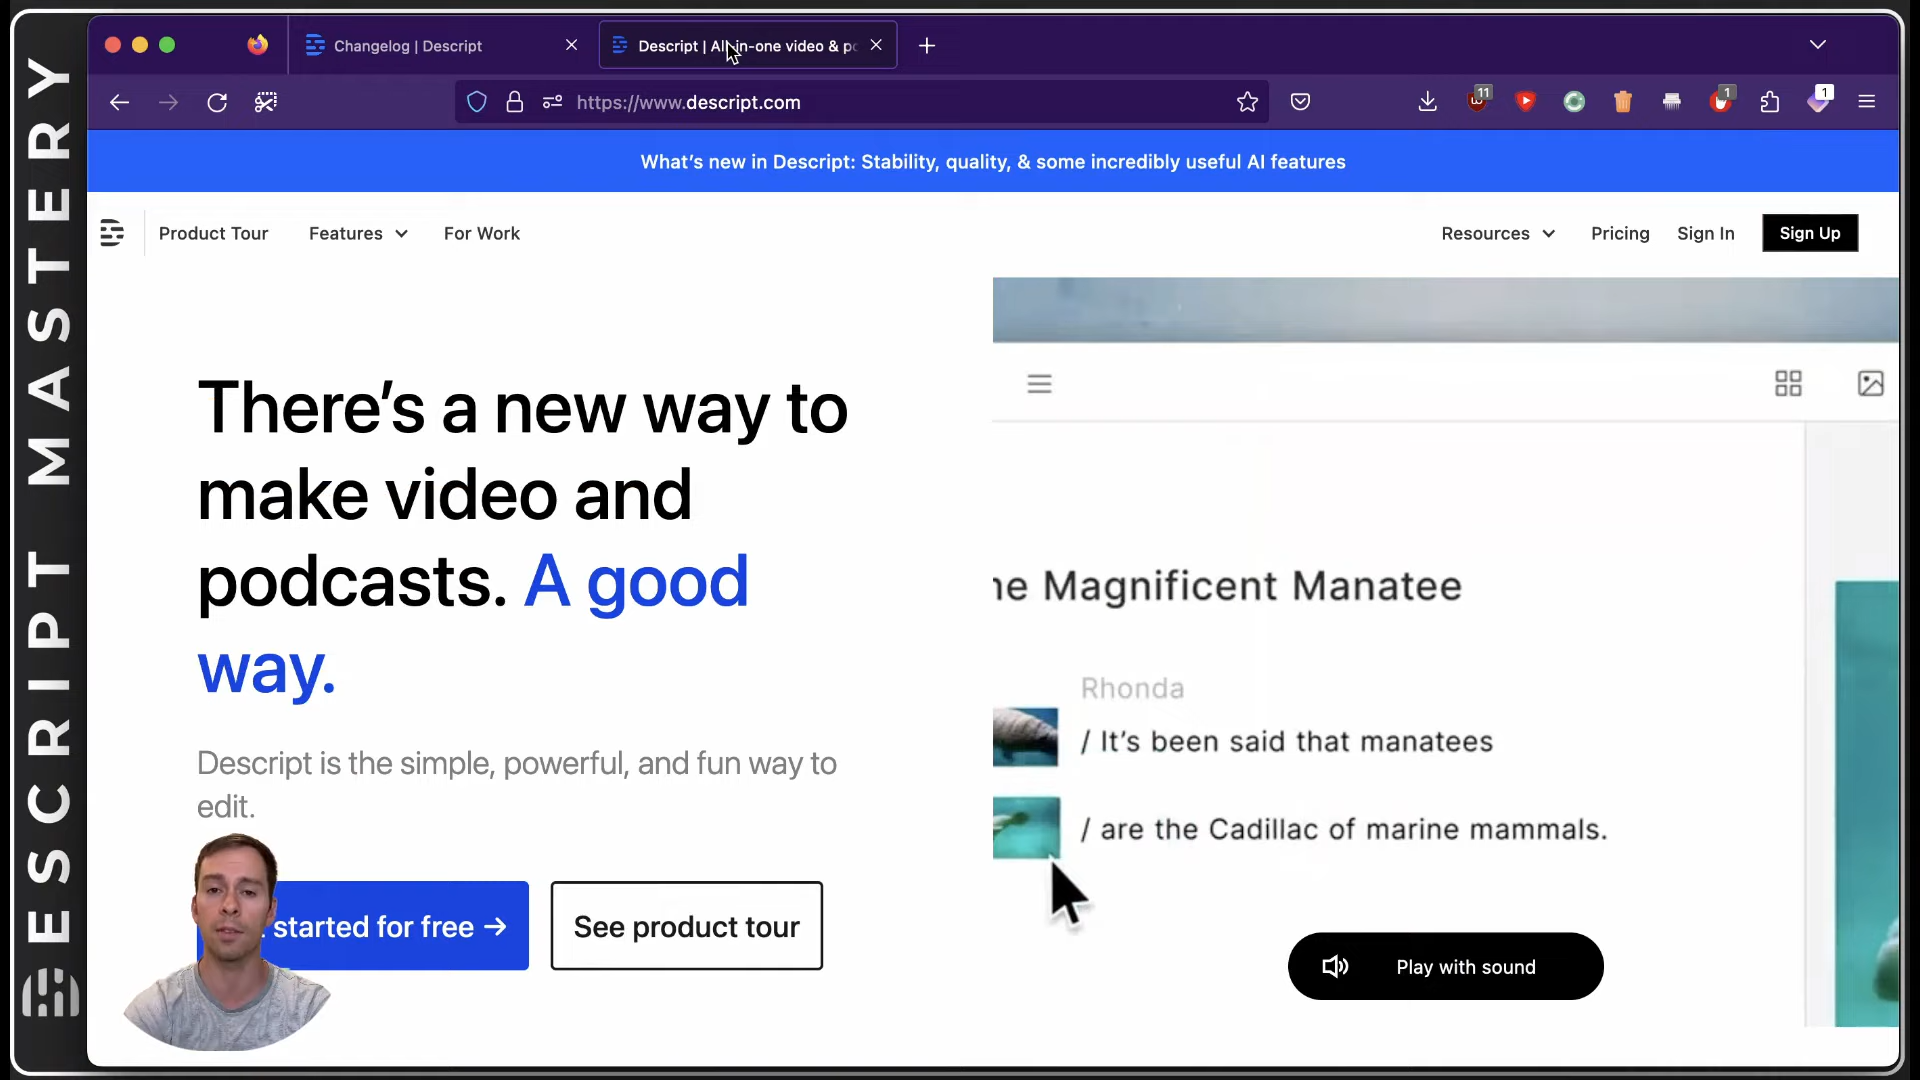 DESCRIPT MASTERY
Changelog | Descript
Descript | All-in-one video & po
11
1
1
https://www.descript.com
What's new in Descript: Stability, quality, & some incredibly useful AI features
Product Tour
Features
For Work
Resources
Pricing
Sign In
Sign Up
There's a new way to
make video and
podcasts. A good
way.
Descript is the simple, powerful, and fun way to
edit.
started for free →
See product tour
he Magnificent Manatee
Rhonda
/ It's been said that manatees
/ are the Cadillac of marine mammals.
Play with sound